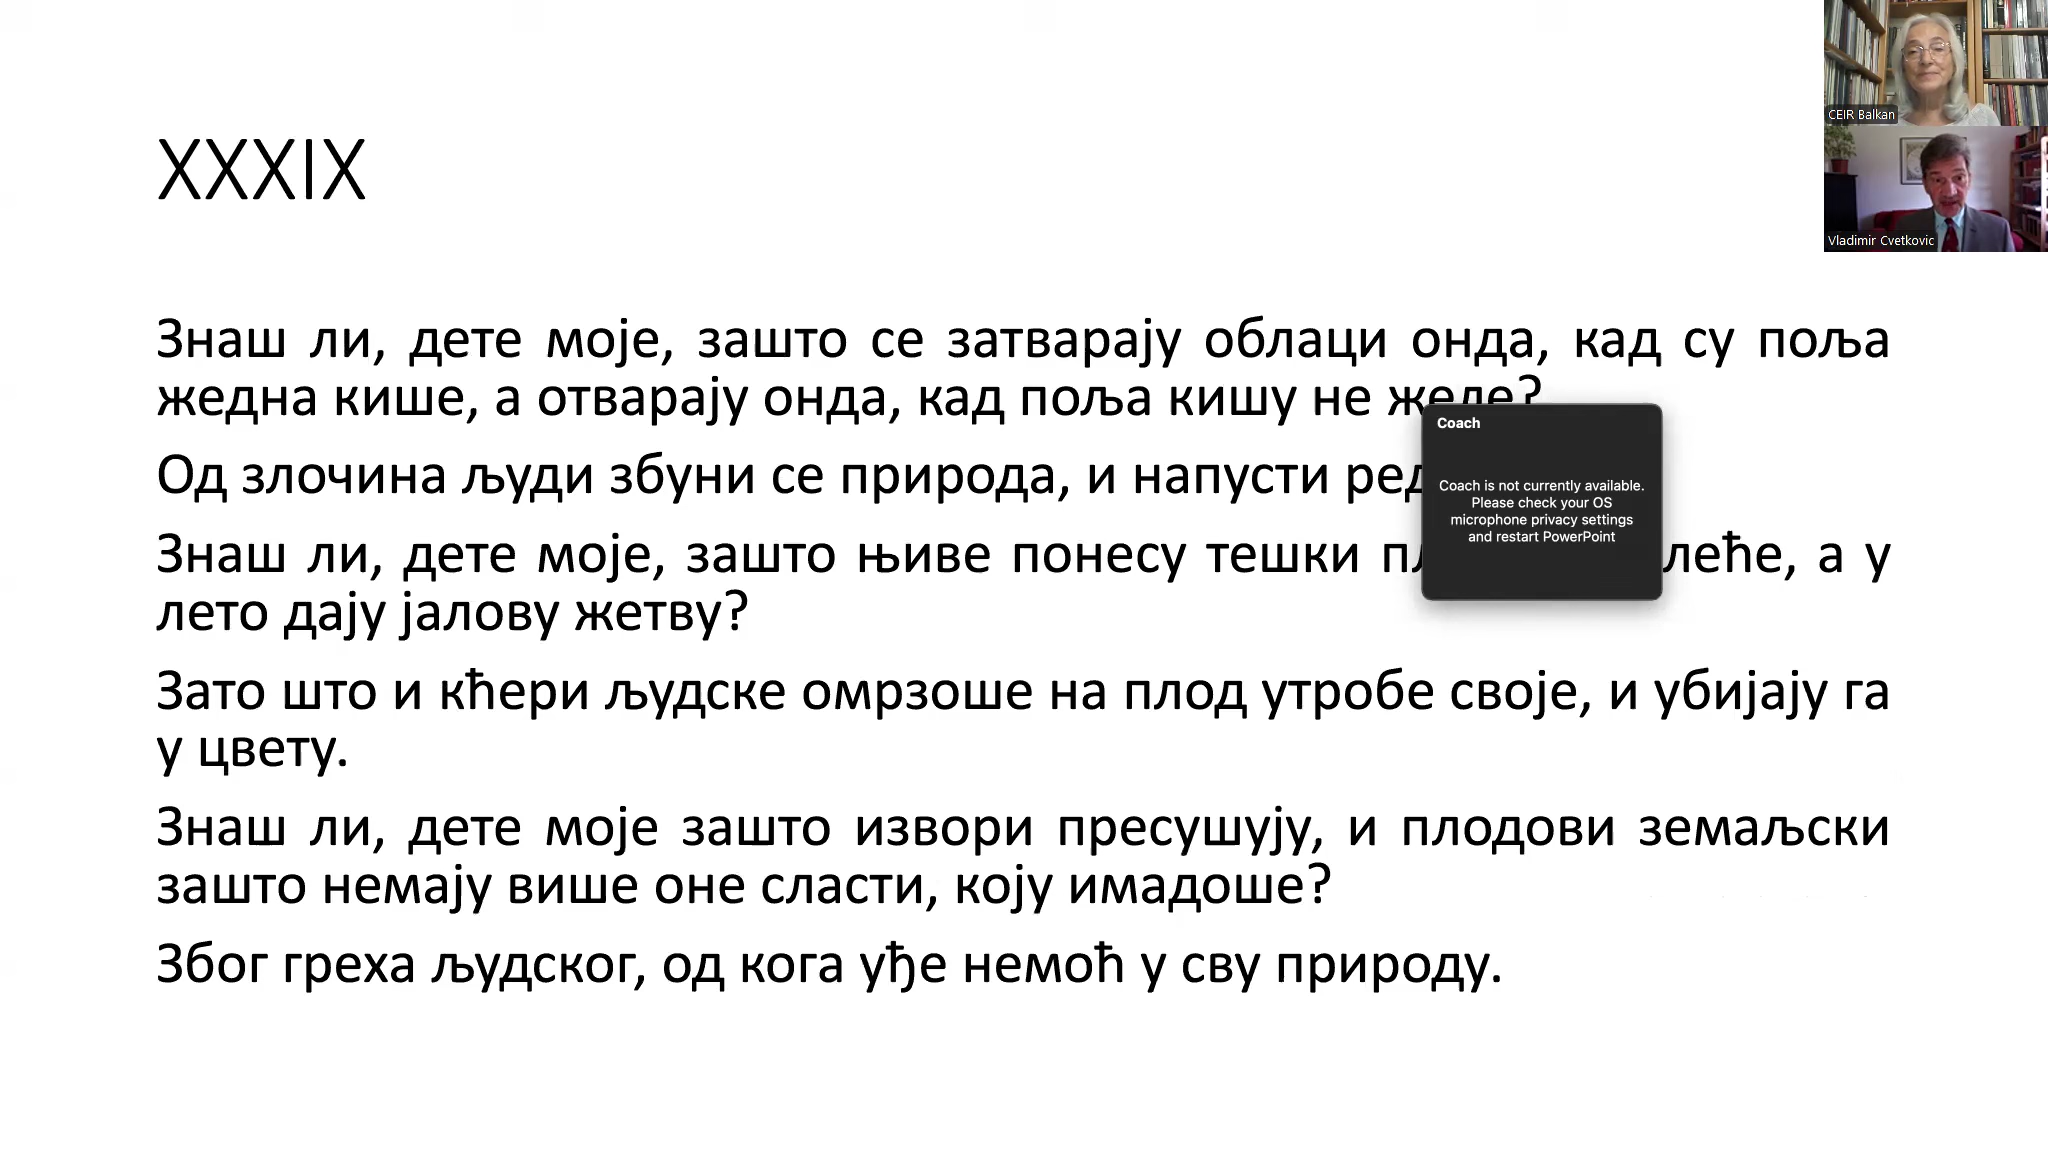 XXXIX
Знаш ли, дете моје, зашто се затварају облаци онда, кад су поља
жедна кише, а отварају онда, кад поља кишу не желе?
Од злочина људи збуни се природа, и напусти
Знаш ли, дете моје, зашто њиве понесу тешки а у
лето дају јалову жетву?
Зато што и кћери људске омрзоше на плод утробе своје, и убијају га
у цвету.
Знаш ли, дете моје зашто извори пресушују, и плодови земаљски
зашто немају више оне сласти, коју имадоше?
Због греха људског, од кога уђе немоћ у сву природу.
Coach
Coach is not currently available.
Please check your OS
microphone privacy settings
and restart PowerPoint
CEIR Balkan
Vladimir Cvetkovic